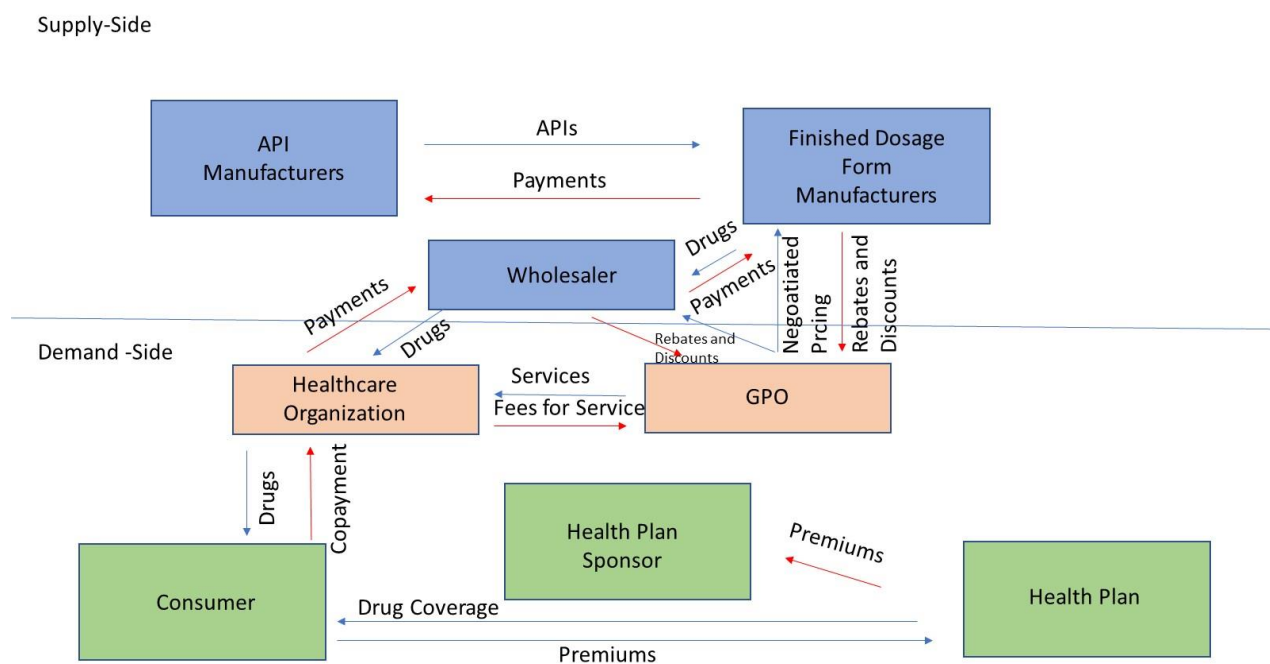 Supply-Side
API
Manufacturers
APIs
Payments
Finished Dosage
Form
Manufacturers
Wholesaler
Drugs
Payments
Negoatiated
Prcing
Rebates and
Discounts
Payments
Drugs
Rebates and
Discounts
Demand -Side
Healthcare
Organization
Services
Fees for Service
GPO
Drugs
Copayment
Health Plan
Sponsor
Premiums
Health Plan
Consumer
Drug Coverage
Premiums